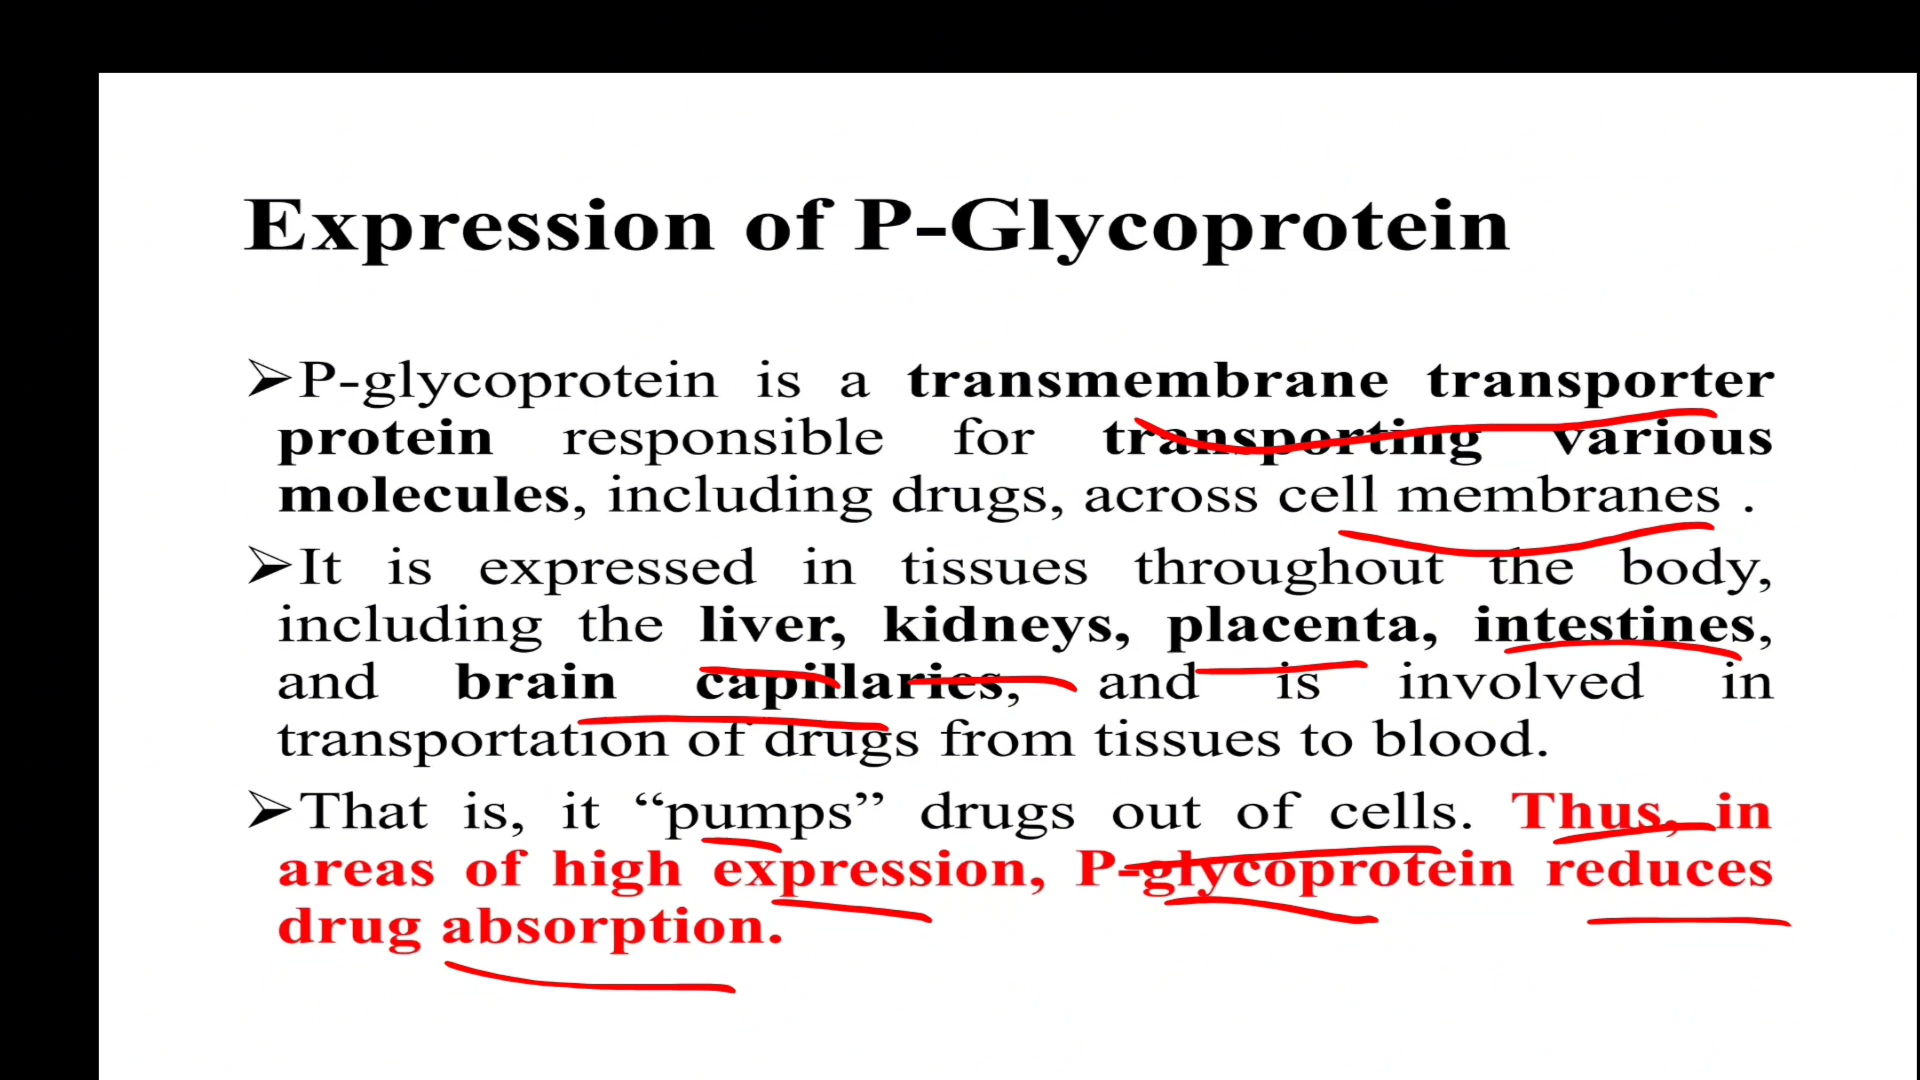 Expression of P-Glycoprotein
➢P-glycoprotein is a transmembrane transporter
protein responsible for transporting various
molecules, including drugs, across cell membranes .
➢It is expressed in tissues throughout the body,
including the liver, kidneys, placenta, intestines,
and brain capillaries, and is involved in
transportation of drugs from tissues to blood.
➢That is, it “pumps” drugs out of cells. Thus, in
areas of high expression, P-glycoprotein reduces
drug absorption.